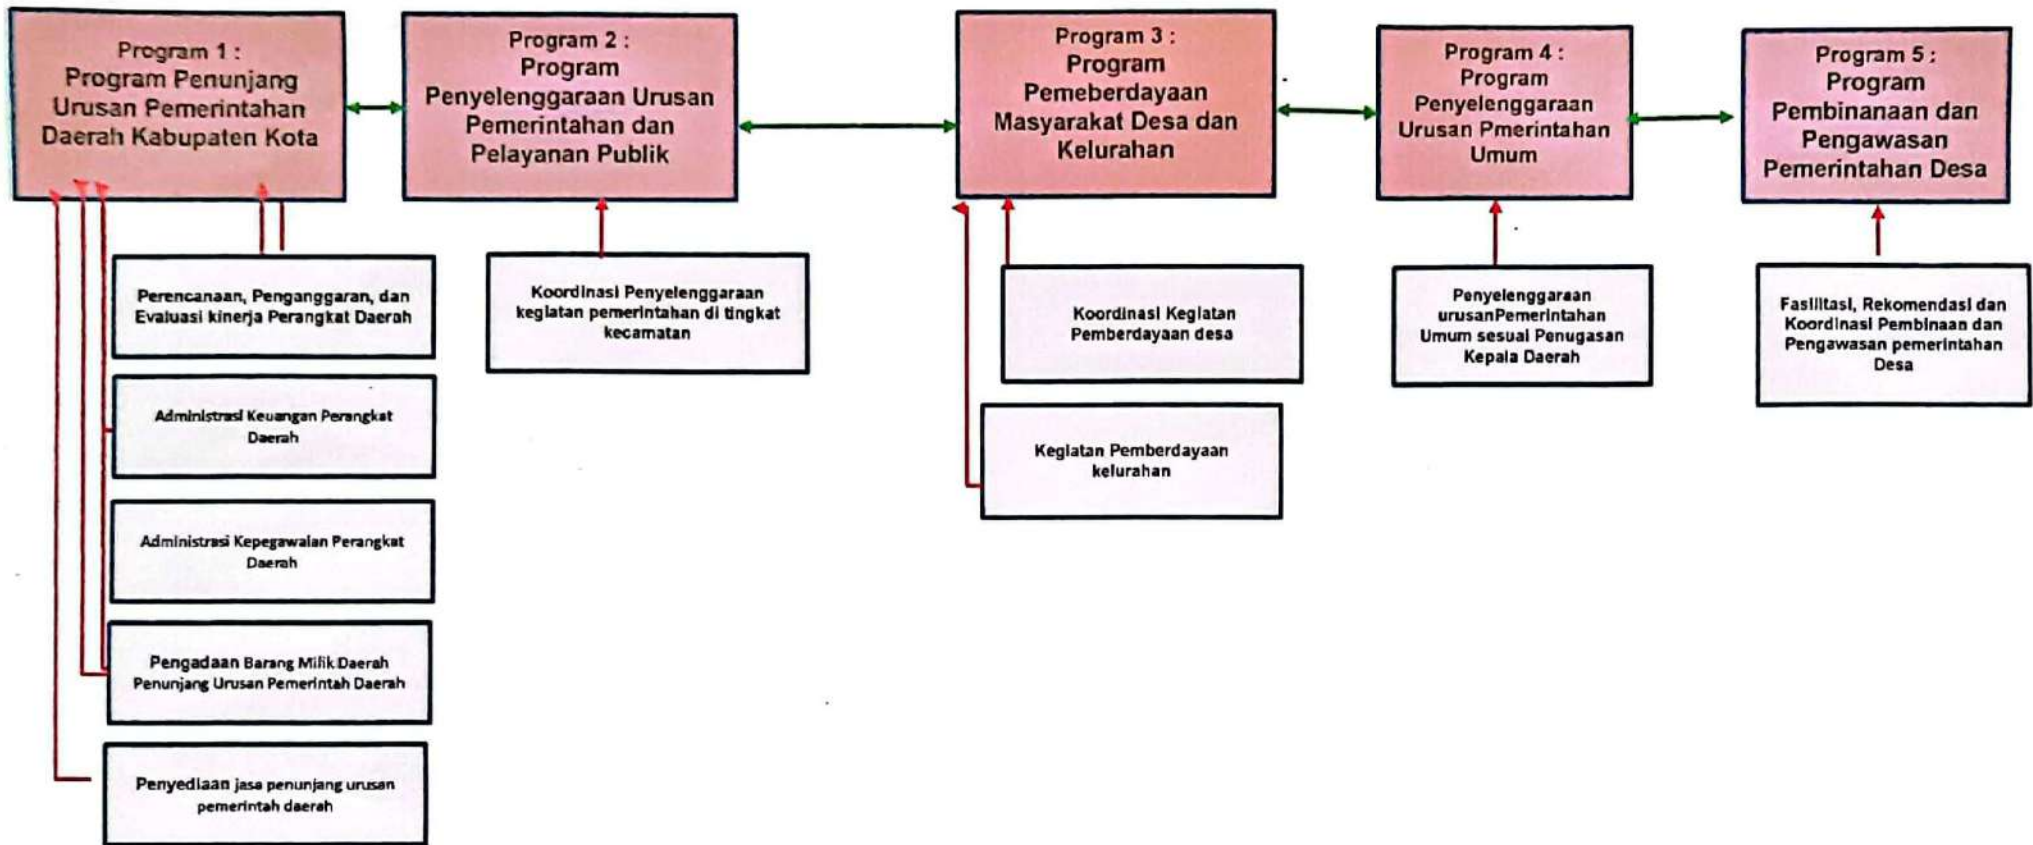 Program 1 :
Program Penunjang
Urusan Pemerintahan
Daerah Kabupaten Kota
Program 2 :
Program
Penyelenggaraan Urusan
Pemerintahan dan
Pelayanan Publik
Program 3 :
Program
Pemeberdayaan
Masyarakat Desa dan
Kelurahan
Program 4 :
Program
Penyelenggaraan
Urusan Pmerintahan
Umum
Program 5 :
Program
Pembinanaan dan
Pengawasan
Pemerintahan Desa
Perencanaan, Penganggaran, dan
Evaluasi kinerja Perangkat Daerah
Administrasi Keuangan Perangkat
Daerah
Administrasi Kepegawaian Perangkat
Daerah
Pengadaan Barang Milik Daerah
Penunjang Urusan Pemerintah Daerah
Penyediaan jasa penunjang urusan
pemerintah daerah
Koordinasi Penyelenggaraan
kegiatan pemerintahan di tingkat
kecamatan
Koordinasi Kegiatan
Pemberdayaan desa
Kegiatan Pemberdayaan
kelurahan
Penyelenggaraan
urusanPemerintahan
Umum sesuai Penugasan
Kepala Daerah
Fasilitasi, Rekomendasi dan
Koordinasi Pembinaan dan
Pengawasan pemerintahan
Desa